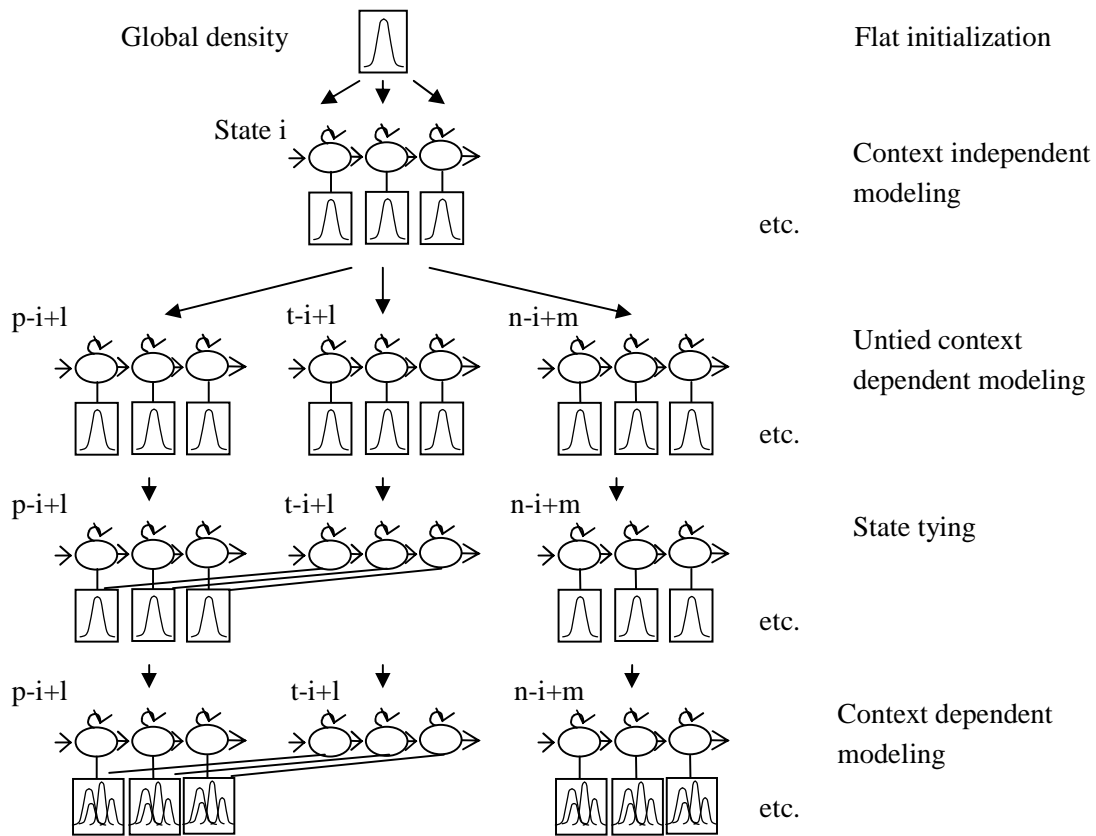 Global density
Flat initialization
State i
Context independent
modeling
etc.
p-i+l
t-i+l
n-i+m
Untied context
dependent modeling
etc.
p-i+l
t-i+l
n-i+m
State tying
etc.
p-i+l
t-i+l
n-i+m
Context dependent
modeling
etc.